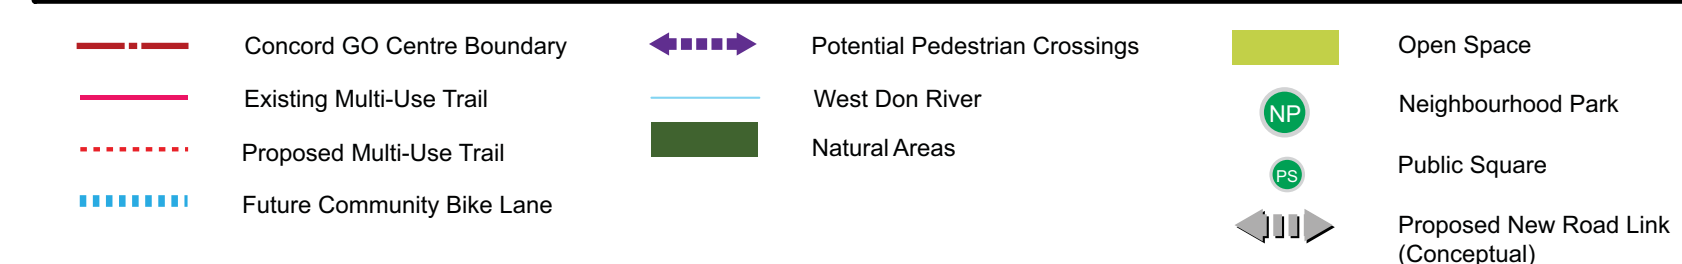 Concord GO Centre Boundary
Existing Multi-Use Trail
Proposed Multi-Use Trail
Future Community Bike Lane
Potential Pedestrian Crossings
West Don River
Natural Areas
Open Space
NP Neighbourhood Park
PS Public Square
Proposed New Road Link
(Conceptual)